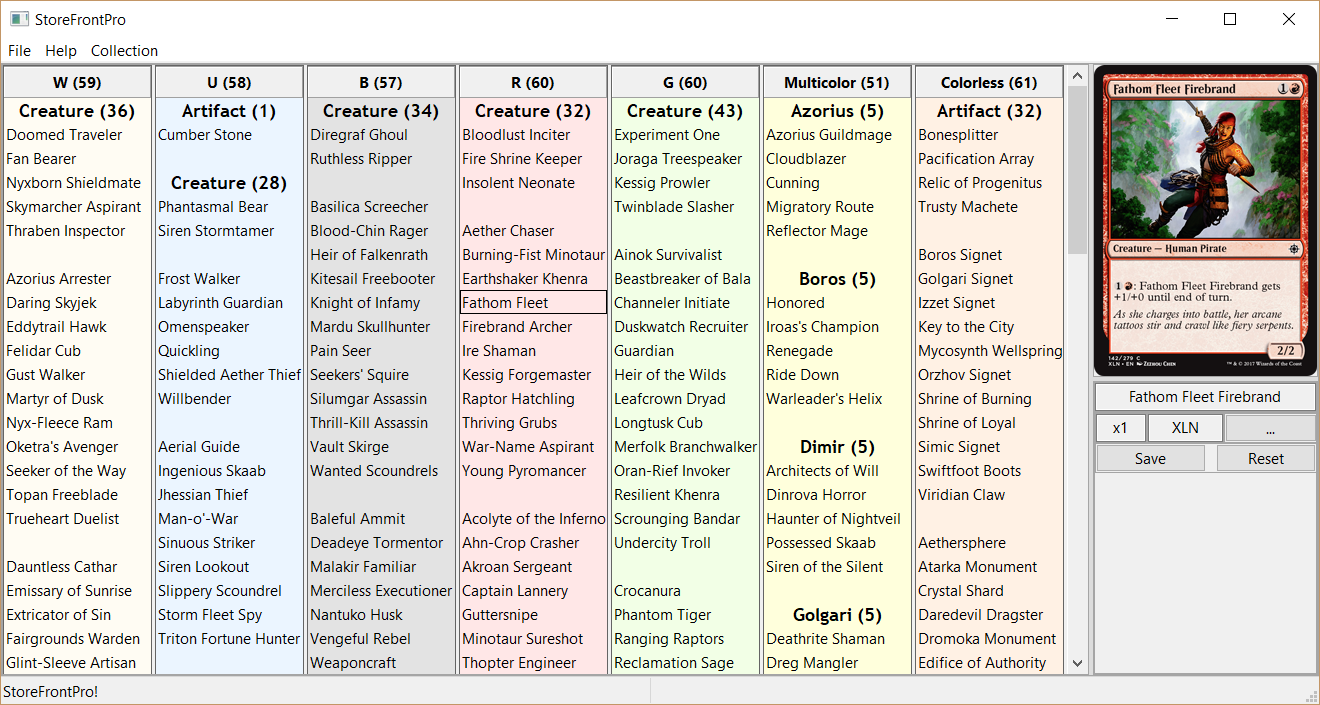 StoreFrontPro
File Help Collection
W (59)
Creature (36)
Doomed Traveler
Fan Bearer
Nyxborn Shieldmate
Skymarcher Aspirant
Thraben Inspector
Azorius Arrester
Daring Skyjek
Eddytrail Hawk
Felidar Cub
Gust Walker
Martyr of Dusk
Nyx-Fleece Ram
Oketra's Avenger
Seeker of the Way
Topan Freeblade
Trueheart Duelist
Dauntless Cathar
Emissary of Sunrise
Extricator of Sin
Fairgrounds Warden
Glint-Sleeve Artisan
U (58)
Artifact (1)
Cumber Stone
Creature (28)
Phantasmal Bear
Siren Stormtamer
Frost Walker
Labyrinth Guardian
Omenspeaker
Quickling
Shielded Aether Thief
Willbender
Aerial Guide
Ingenious Skaab
Jhessian Thief
Man-o'-War
Sinuous Striker
Siren Lookout
Slippery Scoundrel
Storm Fleet Spy
Triton Fortune Hunter
B (57)
Creature (34)
Diregraf Ghoul
Ruthless Ripper
Basilica Screecher
Blood-Chin Rager
Heir of Falkenrath
Kitesail Freebooter
Knight of Infamy
Mardu Skullhunter
Pain Seer
Seekers' Squire
Silumgar Assassin
Thrill-Kill Assassin
Vault Skirge
Wanted Scoundrels
Baleful Ammit
Deadeye Tormentor
Malakir Familiar
Merciless Executioner
Nantuko Husk
Vengeful Rebel
Weaponcraft
R (60)
Creature (32)
Bloodlust Inciter
Fire Shrine Keeper
Insolent Neonate
Aether Chaser
Burning-Fist Minotaur
Earthshaker Khenra
Fathom Fleet
Firebrand Archer
Ire Shaman
Kessig Forgemaster
Raptor Hatchling
Thriving Grubs
War-Name Aspirant
Young Pyromancer
Acolyte of the Inferno
Ahn-Crop Crasher
Akroan Sergeant
Captain Lannery
Guttersnipe
Minotaur Sureshot
Thopter Engineer
G (60)
Creature (43)
Experiment One
Joraga Treespeaker
Kessig Prowler
Twinblade Slasher
Ainok Survivalist
Beastbreaker of Bala
Channeler Initiate
Duskwatch Recruiter
Guardian
Heir of the Wilds
Leafcrown Dryad
Longtusk Cub
Merfolk Branchwalker
Oran-Rief Invoker
Resilient Khenra
Scrounging Bandar
Undercity Troll
Crocanura
Phantom Tiger
Ranging Raptors
Reclamation Sage
Multicolor (51)
Azorius (5)
Azorius Guildmage
Cloudblazer
Cunning
Migratory Route
Reflector Mage
Boros (5)
Honored
Iroas's Champion
Renegade
Ride Down
Warleader's Helix
Dimir (5)
Architects of Will
Dinrova Horror
Haunter of Nightveil
Possessed Skaab
Siren of the Silent
Golgari (5)
Deathrite Shaman
Dreg Mangler
Colorless (61)
Artifact (32)
Bonesplitter
Pacification Array
Relic of Progenitus
Trusty Machete
Boros Signet
Golgari Signet
Izzet Signet
Key to the City
Mycosynth Wellspring
Orzhov Signet
Shrine of Burning
Shrine of Loyal
Simic Signet
Swiftfoot Boots
Viridian Claw
Aethersphere
Atarka Monument
Crystal Shard
Daredevil Dragster
Dromoka Monument
Edifice of Authority
Fathom Fleet Firebrand 1
Creature — Human Pirate
1 : Fathom Fleet Firebrand gets
+1/+0 until end of turn.
As she charges into battle, her arcane
tattoos stir and crawl like fiery serpents.
2/2
142/279 C
XLN • EN Zezhou Chen
™ & © 2017 Wizards of the Coast
Fathom Fleet Firebrand
x1 XLN ...
Save Reset
StoreFrontPro!